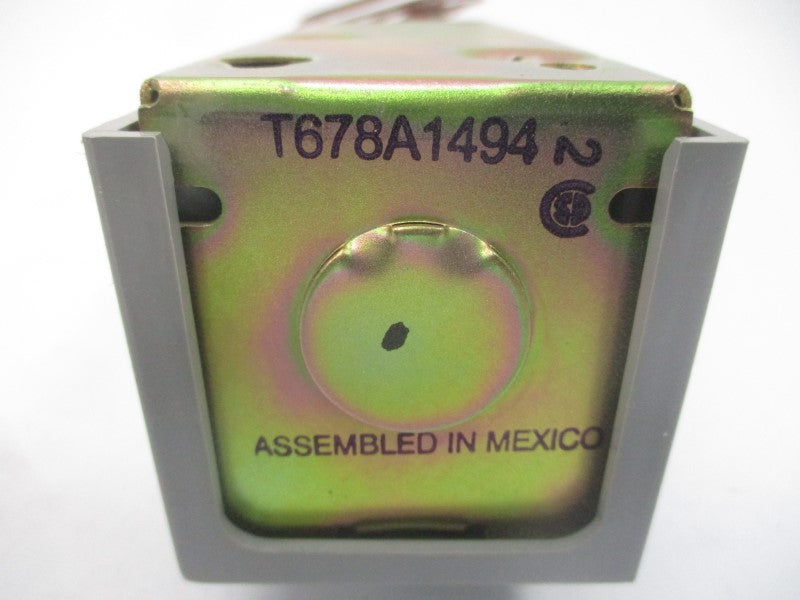 T678A1494 2
ASSEMBLED IN MEXICO